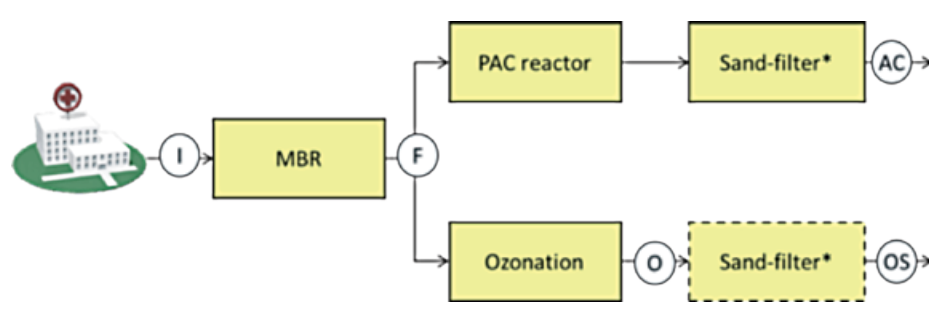 PAC reactor
Sand-filter*
AC
I
MBR
F
Ozonation
O
Sand-filter*
OS